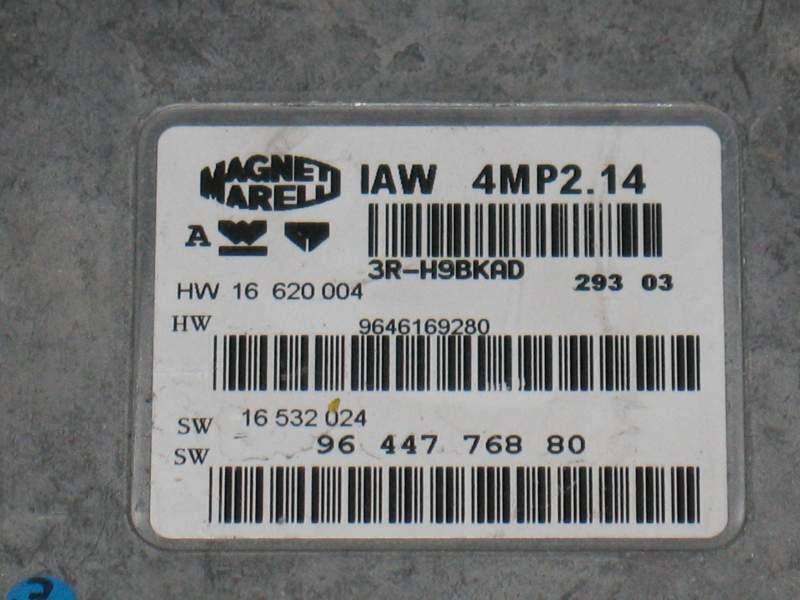 MAGNETI
MARELLI
IAW 4MP2.14
A
3R-H9BKAD
293 03
HW 16 620 004
HW 9646169280
SW 16 532 024
SW 96 447 768 80